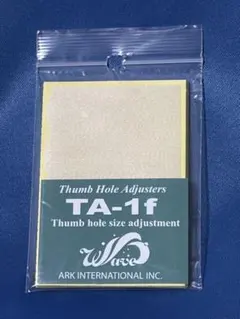 Thumb Hole Adjusters
TA-1f
Thumb hole size adjustment
Wave
ARK INTERNATIONAL INC.